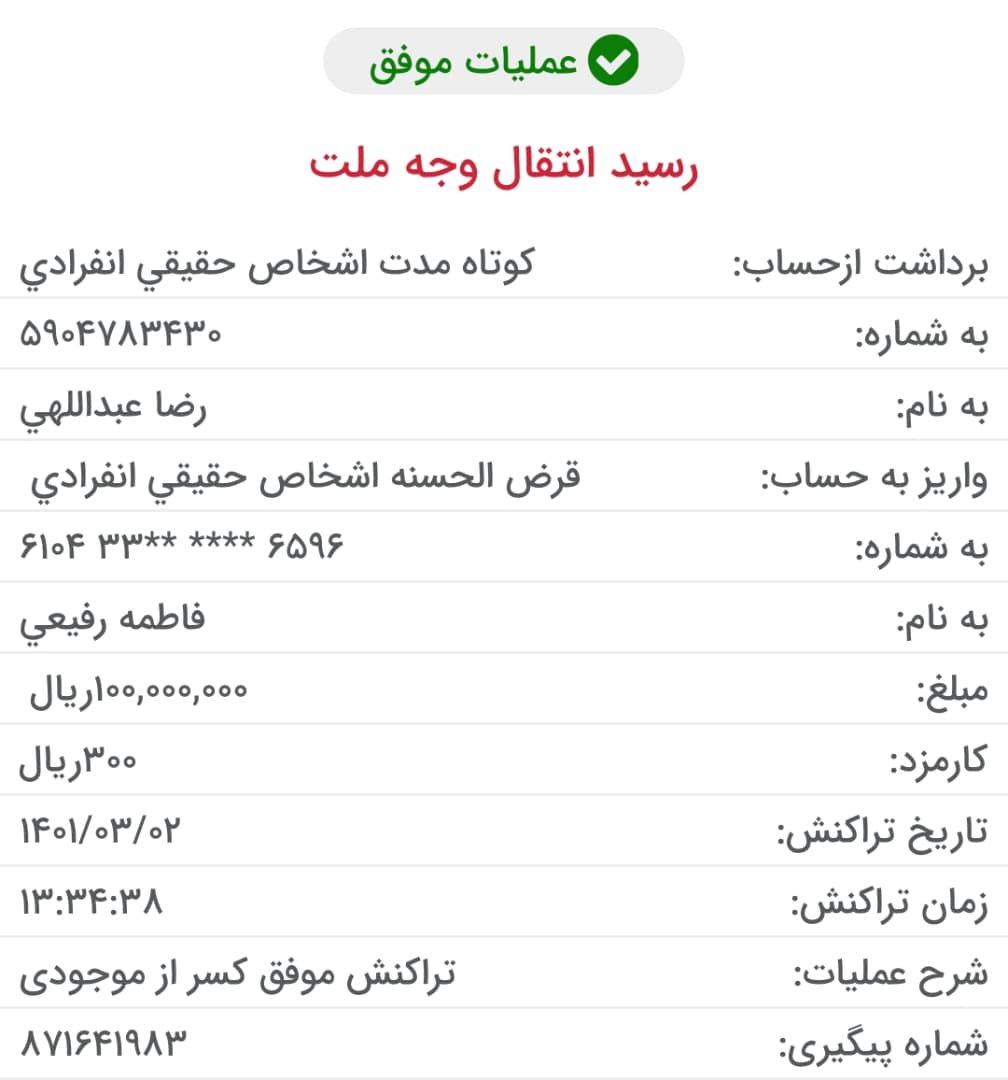 عملیات موفق
رسید انتقال وجه ملت
برداشت ازحساب: کوتاه مدت اشخاص حقيقي انفرادي
به شماره: ۵۹۰۴۷۸۳۴۳۰
به نام: رضا عبداللهي
واریز به حساب: قرض الحسنه اشخاص حقيقي انفرادي
به شماره: ۶۱۰۴ ۳۳** **** ۶۵۹۶
به نام: فاطمه رفيعي
مبلغ: ۱۰۰,۰۰۰,۰۰۰ریال
کارمزد: ۳۰۰ریال
تاریخ تراکنش: ۱۴۰۱/۰۳/۰۲
زمان تراکنش: ۱۳:۳۴:۳۸
شرح عملیات: تراکنش موفق کسر از موجودی
شماره پیگیری: ۸۷۱۶۴۱۹۸۳